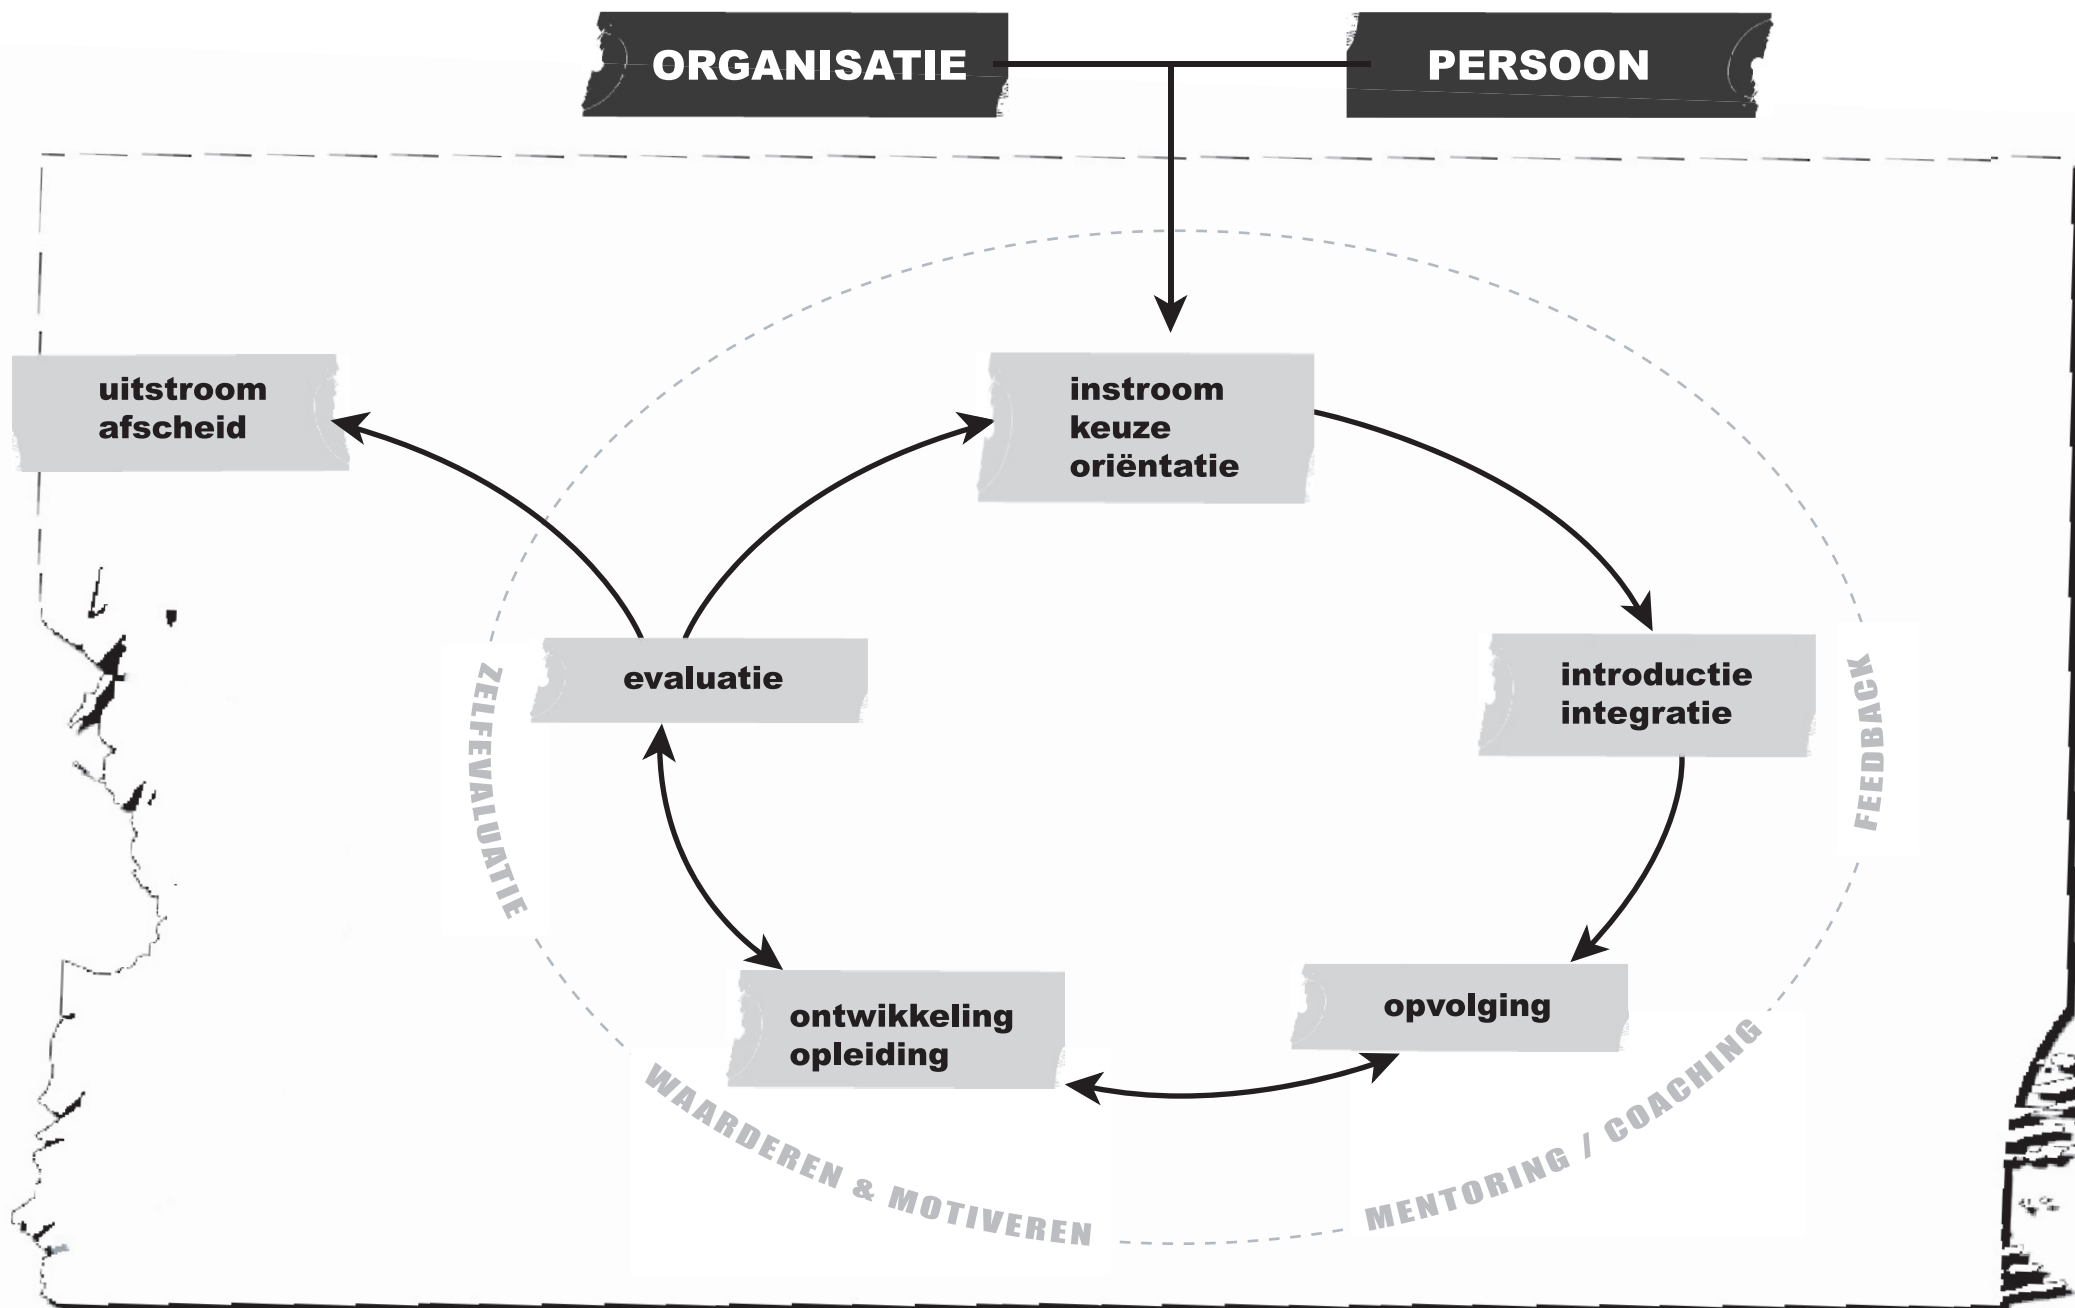 ORGANISATIE
PERSOON
uitstroom
afscheid
instroom
keuze
oriëntatie
evaluatie
introductie
integratie
ZELFEVALUATIE
FEEDBACK
ontwikkeling
opleiding
opvolging
WAARDEREN & MOTIVEREN
MENTORING / COACHING